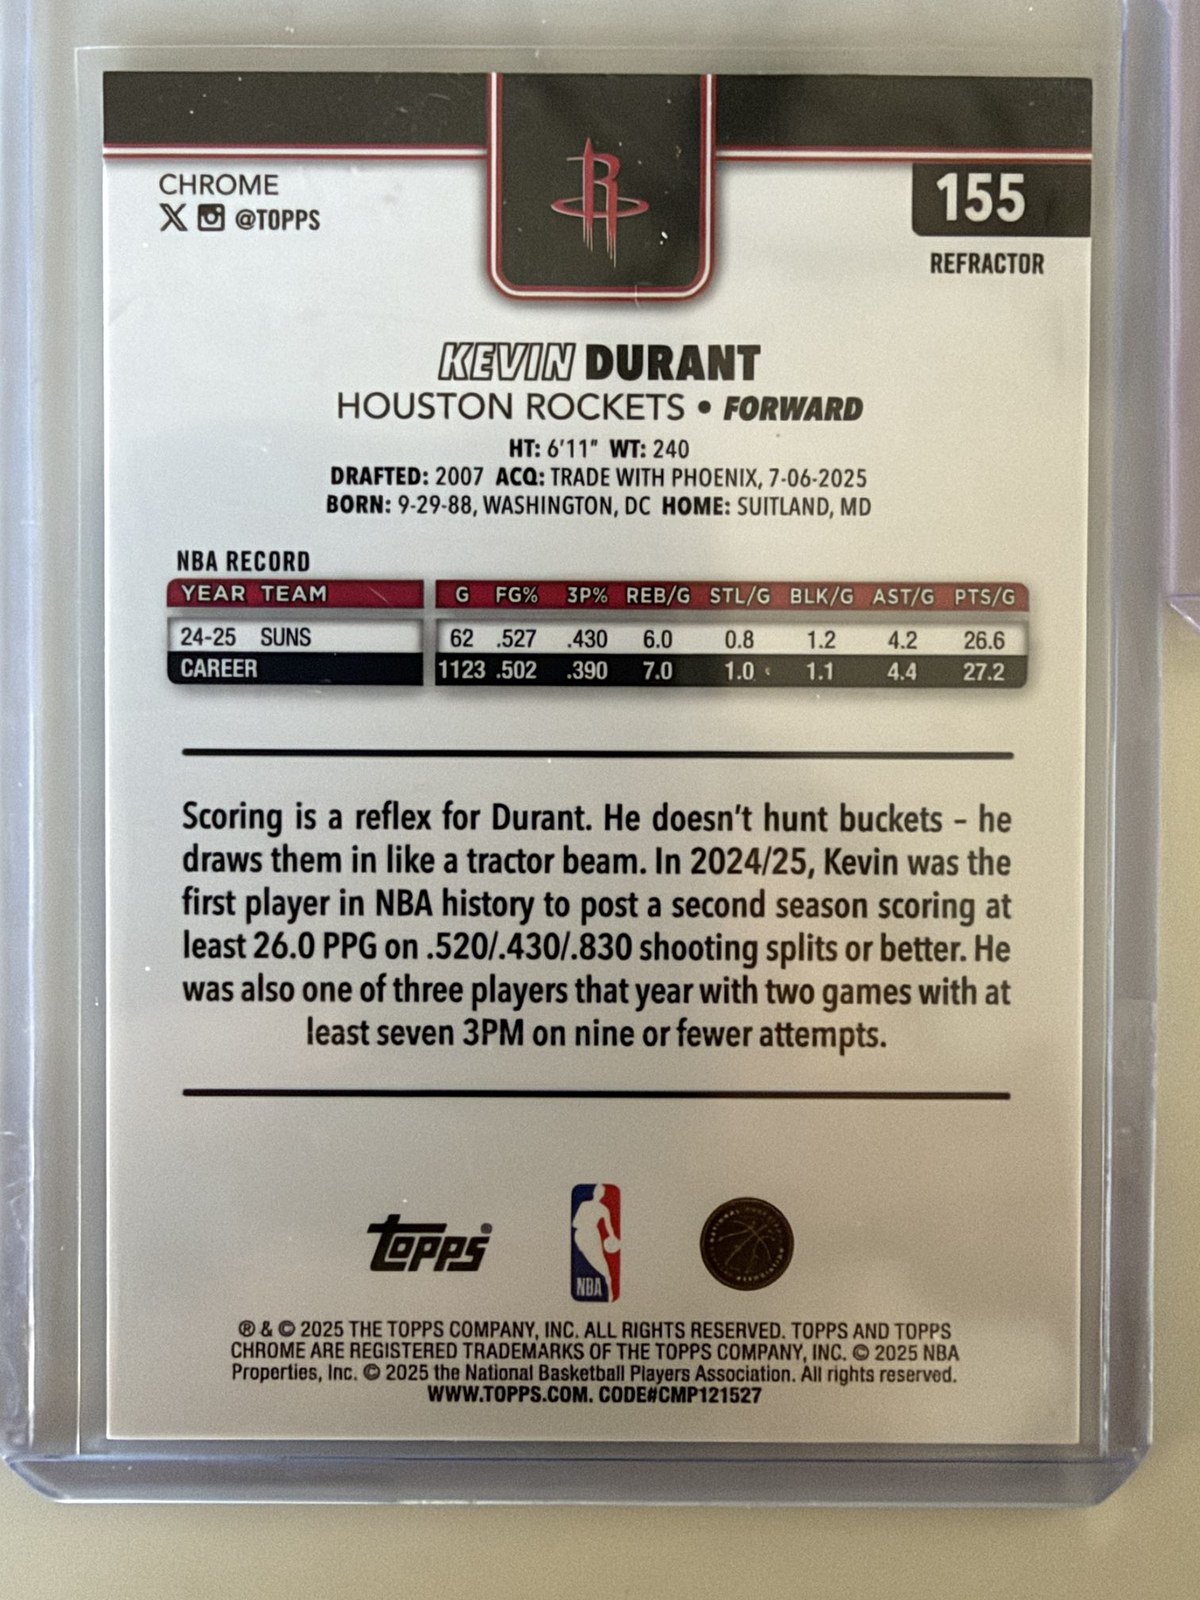 CHROME
X @TOPPS
155
REFRACTOR
R
KEVIN DURANT
HOUSTON ROCKETS • FORWARD
HT: 6'11" WT: 240
DRAFTED: 2007 ACQ: TRADE WITH PHOENIX, 7-06-2025
BORN: 9-29-88, WASHINGTON, DC HOME: SUITLAND, MD
NBA RECORD
YEAR TEAM G FG% 3P% REB/G STL/G BLK/G AST/G PTS/G
24-25 SUNS 62 .527 .430 6.0 0.8 1.2 4.2 26.6
CAREER 1123 .502 .390 7.0 1.0 1.1 4.4 27.2
Scoring is a reflex for Durant. He doesn't hunt buckets – he
draws them in like a tractor beam. In 2024/25, Kevin was the
first player in NBA history to post a second season scoring at
least 26.0 PPG on .520/.430/.830 shooting splits or better. He
was also one of three players that year with two games with at
least seven 3PM on nine or fewer attempts.
topps
NBA
® & © 2025 THE TOPPS COMPANY, INC. ALL RIGHTS RESERVED. TOPPS AND TOPPS
CHROME ARE REGISTERED TRADEMARKS OF THE TOPPS COMPANY, INC. © 2025 NBA
Properties, Inc. © 2025 the National Basketball Players Association. All rights reserved.
WWW.TOPPS.COM. CODE#CMP121527